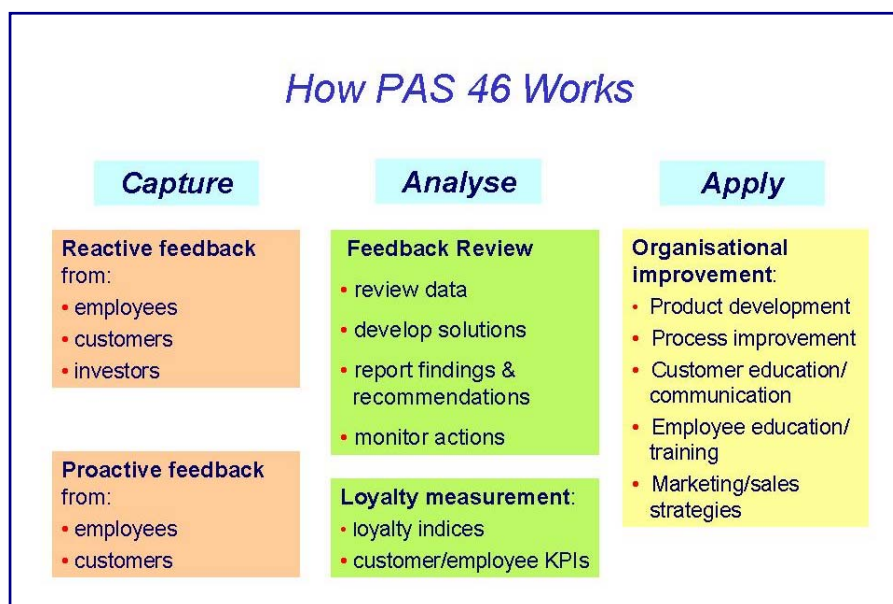 How PAS 46 Works
Capture
Reactive feedback
from:
• employees
• customers
• investors
Proactive feedback
from:
• employees
• customers
Analyse
Feedback Review
• review data
• develop solutions
• report findings &
recommendations
• monitor actions
Loyalty measurement:
• loyalty indices
• customer/employee KPIs
Apply
Organisational
improvement:
• Product development
• Process improvement
• Customer education/
communication
• Employee education/
training
• Marketing/sales
strategies